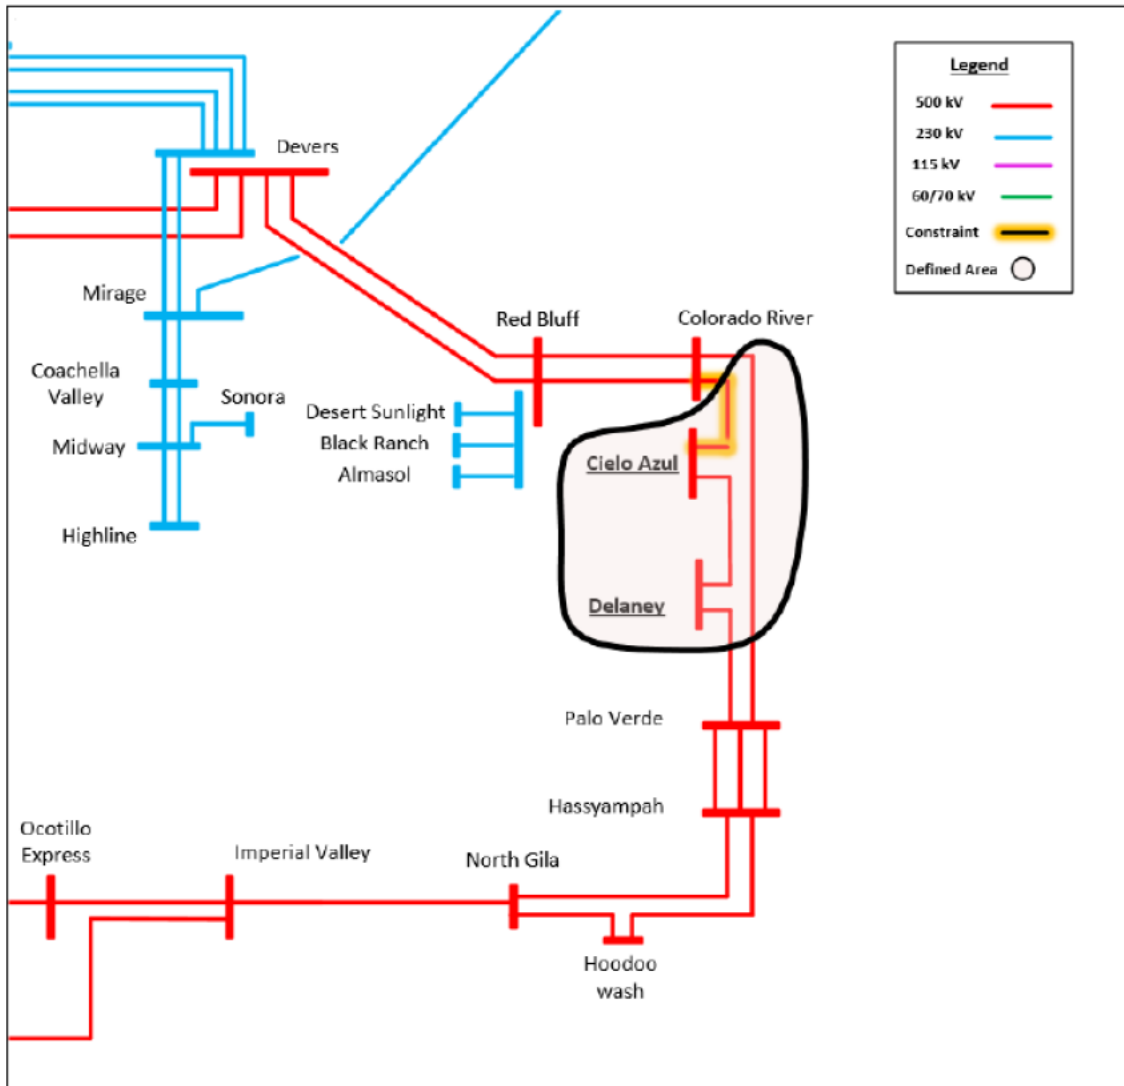 Legend
500 kV
230 kV
115 kV
60/70 kV
Constraint
Defined Area
Devers
Mirage
Red Bluff
Colorado River
Coachella
Valley
Sonora
Desert Sunlight
Midway
Black Ranch
Cielo Azul
Almasol
Highline
Delaney
Palo Verde
Hassyampah
Ocotillo
Express
Imperial Valley
North Gila
Hoodoo
wash